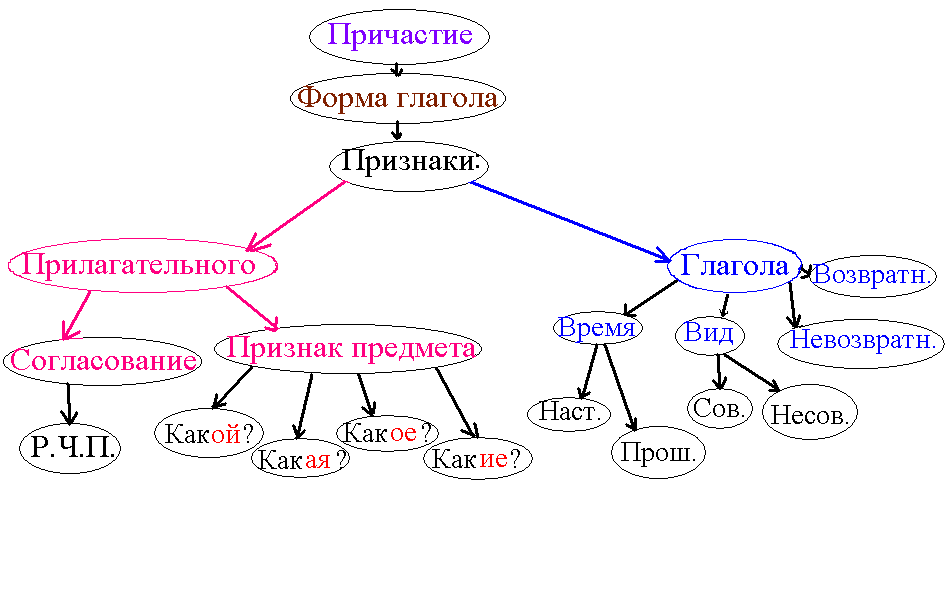 Причастие
Форма глагола
Признаки:
Прилагательного
Глагола
Возвратн.
Согласование
Признак предмета
Время
Вид
Невозвратн.
Р.Ч.П.
Какой?
Какая ?
Какое ?
Какие?
Наст.
Прош.
Сов.
Несов.